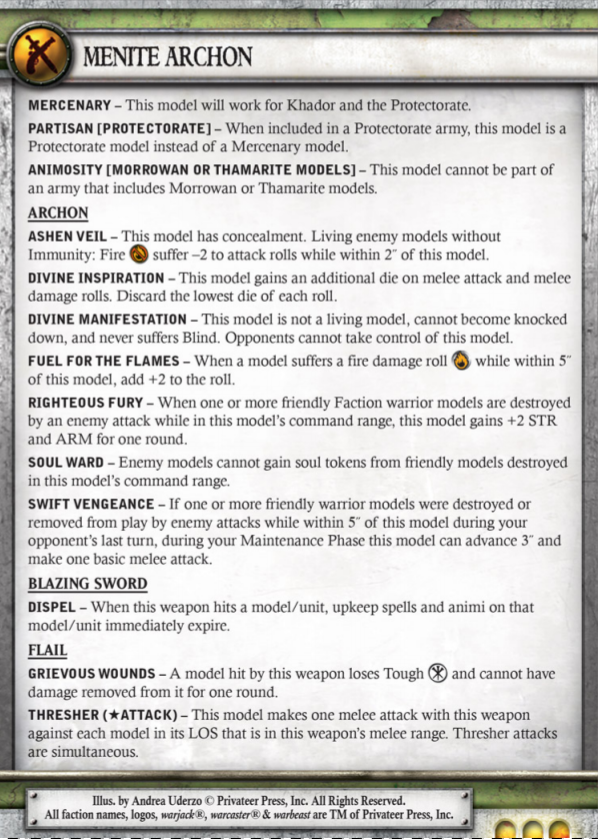 MENITE ARCHON
MERCENARY – This model will work for Khador and the Protectorate.
PARTISAN [PROTECTORATE] – When included in a Protectorate army, this model is a
Protectorate model instead of a Mercenary model.
ANIMOSITY [MORROWAN OR THAMARITE MODELS] – This model cannot be part of
an army that includes Morrowan or Thamarite models.
ARCHON
ASHEN VEIL – This model has concealment. Living enemy models without
Immunity: Fire suffer –2 to attack rolls while within 2˝ of this model.
DIVINE INSPIRATION – This model gains an additional die on melee attack and melee
damage rolls. Discard the lowest die of each roll.
DIVINE MANIFESTATION – This model is not a living model, cannot become knocked
down, and never suffers Blind. Opponents cannot take control of this model.
FUEL FOR THE FLAMES – When a model suffers a fire damage roll while within 5˝
of this model, add +2 to the roll.
RIGHTEOUS FURY – When one or more friendly Faction warrior models are destroyed
by an enemy attack while in this model's command range, this model gains +2 STR
and ARM for one round.
SOUL WARD – Enemy models cannot gain soul tokens from friendly models destroyed
in this model's command range.
SWIFT VENGEANCE – If one or more friendly warrior models were destroyed or
removed from play by enemy attacks while within 5˝ of this model during your
opponent's last turn, during your Maintenance Phase this model can advance 3˝ and
make one basic melee attack.
BLAZING SWORD
DISPEL – When this weapon hits a model/unit, upkeep spells and animi on that
model/unit immediately expire.
FLAIL
GRIEVOUS WOUNDS – A model hit by this weapon loses Tough and cannot have
damage removed from it for one round.
THRESHER (★ATTACK) – This model makes one melee attack with this weapon
against each model in its LOS that is in this weapon's melee range. Thresher attacks
are simultaneous.
Illus. by Andrea Uderzo © Privateer Press, Inc. All Rights Reserved.
All faction names, logos, warjack®, warcaster® & warbeast are TM of Privateer Press, Inc.